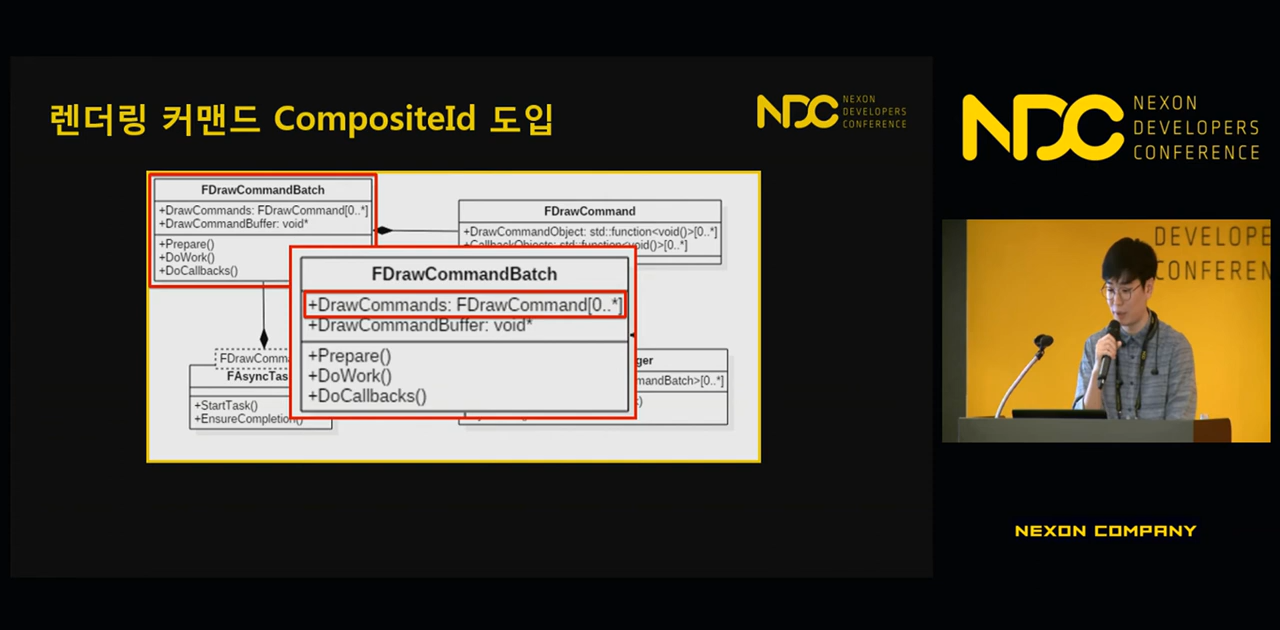 렌더링 커맨드 CompositeId 도입
NDC NEXON
DEVELOPERS
CONFERENCE
FDrawCommandBatch
+DrawCommands: FDrawCommand[0..*]
+DrawCommandBuffer: void*
+Prepare()
+DoWork()
+DoCallbacks()
FDrawCommand
+DrawCommandObject: std::function<void()>[0..*]
+CallbackObjects: std::function<void()>[0..*]
FDrawCommandBatch
+DrawCommands: FDrawCommand[0..*]
+DrawCommandBuffer: void*
+Prepare()
+DoWork()
+DoCallbacks()
FDrawComma
FAsyncTas
+StartTask()
+EnsureCompletion()
ger
mandBatch>[0..*]
NDC NEXON
DEVELOPERS
CONFERENCE
DEVELOPE
CONFEREN
NEXON COMPANY